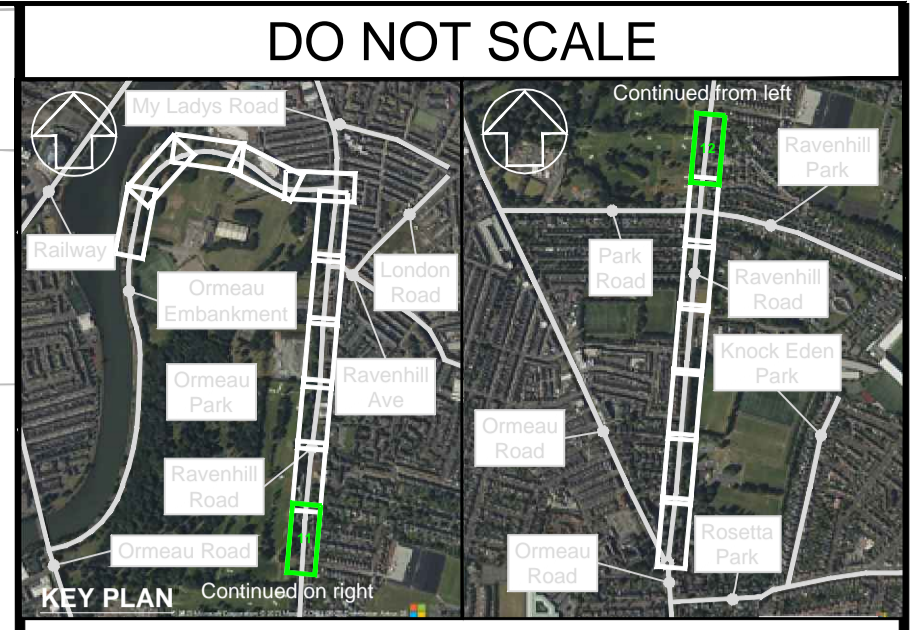 DO NOT SCALE
My Ladys Road
Railway
Ormeau
Embankment
London
Road
Ormeau
Park
Ravenhill
Ave
Ravenhill
Road
11
Ormeau Road
KEY PLAN
Continued on right
Continued from left
12
Ravenhill
Park
Park
Road
Ravenhill
Road
Knock Eden
Park
Ormeau
Road
Ormeau
Road
Rosetta
Park